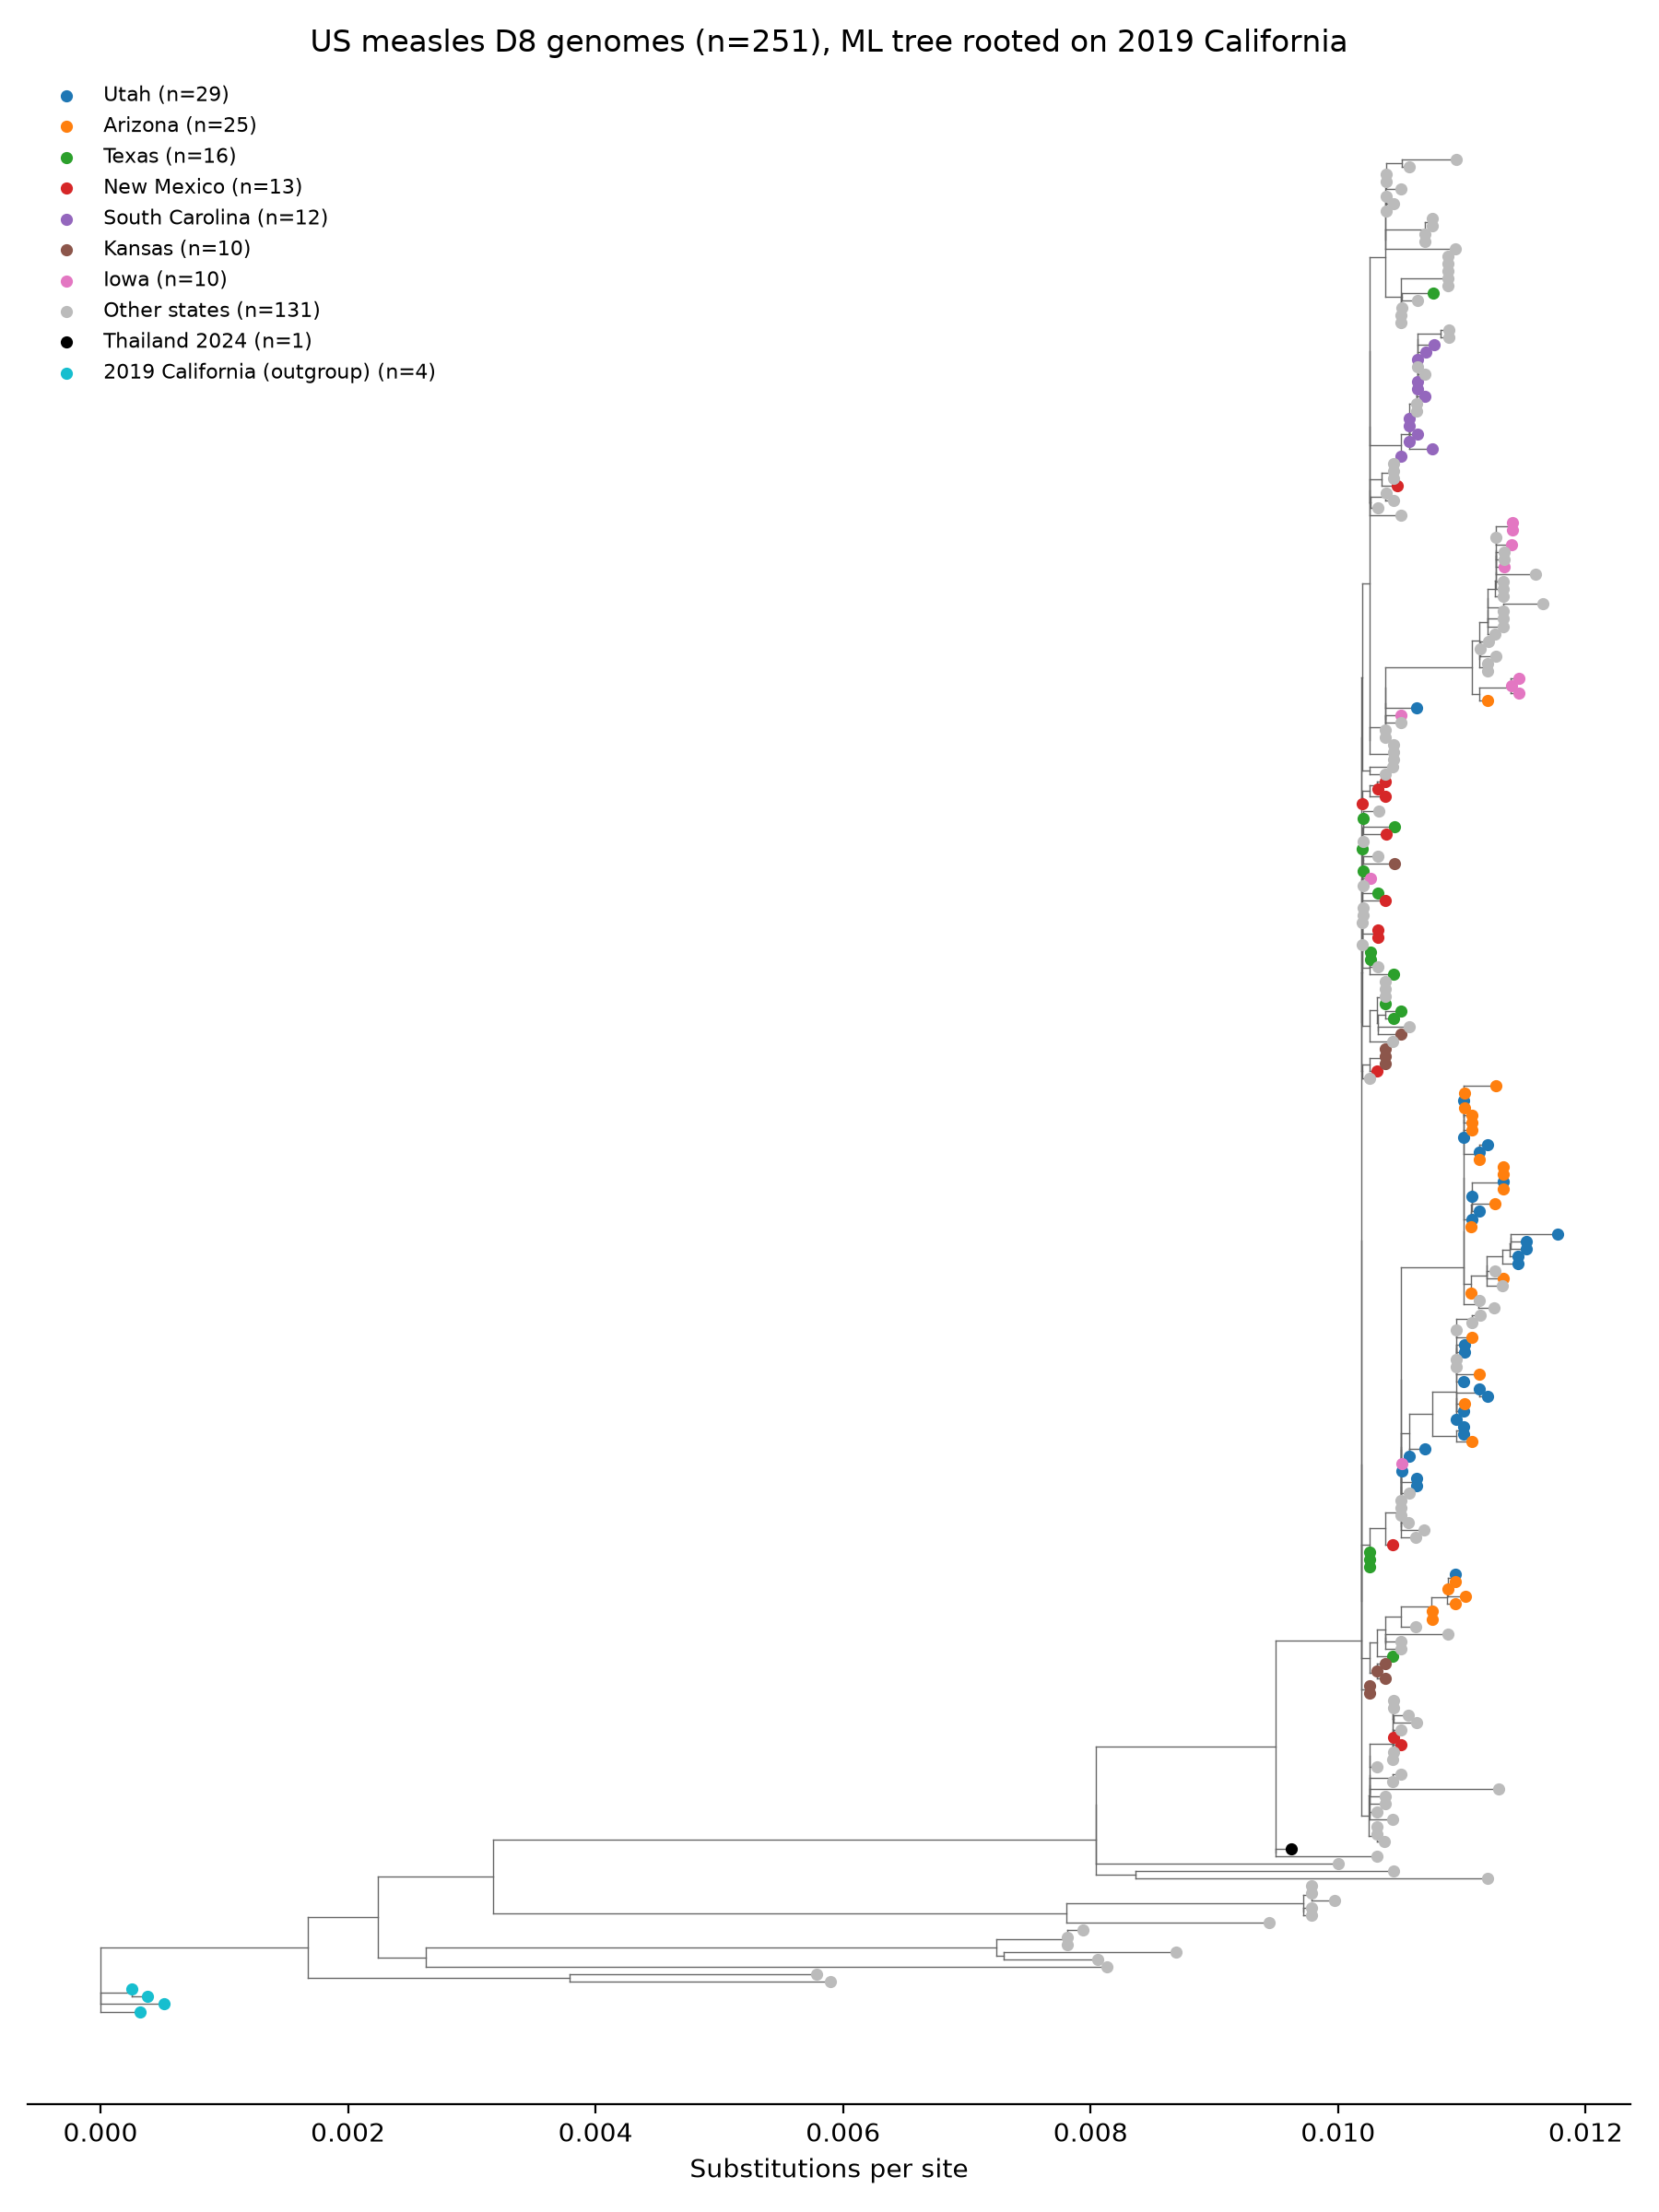 US measles D8 genomes (n=251), ML tree rooted on 2019 California
Utah (n=29)
Arizona (n=25)
Texas (n=16)
New Mexico (n=13)
South Carolina (n=12)
Kansas (n=10)
Iowa (n=10)
Other states (n=131)
Thailand 2024 (n=1)
2019 California (outgroup) (n=4)
0.000 0.002 0.004 0.006 0.008 0.010 0.012
Substitutions per site